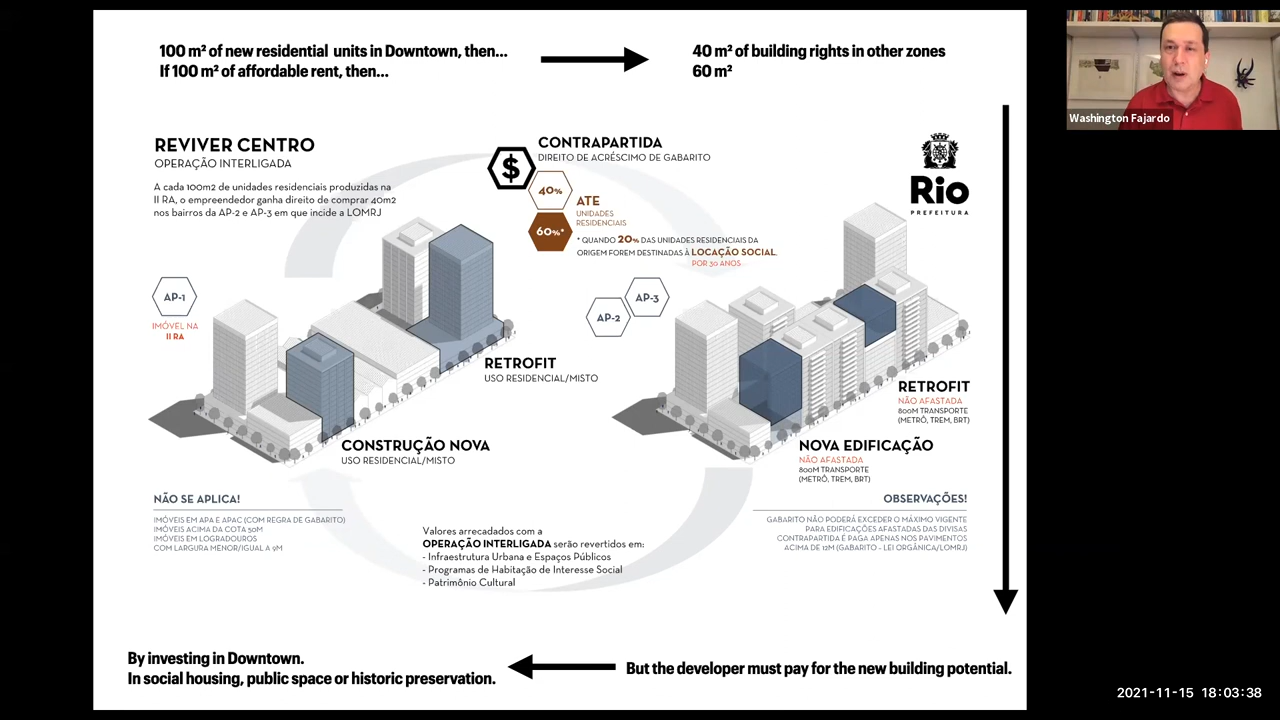 100 m² of new residential units in Downtown, then...
If 100 m² of affordable rent, then...
40 m² of building rights in other zones
60 m²
Washington Fajardo
REVIVER CENTRO
OPERAÇÃO INTERLIGADA
A cada 100m2 de unidades residenciais produzidas na
II RA, o empreendedor ganha direito de comprar 40m2
nos bairros da AP-2 e AP-3 em que incide a LOMRJ
$
CONTRAPARTIDA
DIREITO DE ACRÉSCIMO DE GABARITO
40%
60%*
ATE
UNIDADES
RESIDENCIAIS
* QUANDO 20% DAS UNIDADES RESIDENCIAIS DA
ORIGEM FOREM DESTINADAS À LOCAÇÃO SOCIAL.
POR 30 ANOS
Rio
PREFEITURA
AP-1
IMÓVEL NA
II RA
AP-3
AP-2
RETROFIT
USO RESIDENCIAL/MISTO
CONSTRUÇÃO NOVA
USO RESIDENCIAL/MISTO
RETROFIT
NÃO AFASTADA
800M TRANSPORTE
(METRÔ, TREM, BRT)
NOVA EDIFICAÇÃO
NÃO AFASTADA
800M TRANSPORTE
(METRÔ, TREM, BRT)
NÃO SE APLICA!
IMÓVEIS EM APA E APAC (COM REGRA DE GABARITO)
IMÓVEIS ACIMA DA COTA 50M
IMÓVEIS EM LOGRADOUROS
COM LARGURA MENOR/IGUAL A 9M
OBSERVAÇÕES!
GABARITO NÃO PODERÁ EXCEDER O MÁXIMO VIGENTE
PARA EDIFICAÇÕES AFASTADAS DAS DIVISAS
CONTRAPARTIDA É PAGA APENAS NOS PAVIMENTOS
ACIMA DE 12M (GABARITO - LEI ORGÂNICA/LOMRJ)
Valores arrecadados com a
OPERAÇÃO INTERLIGADA serão revertidos em:
- Infraestrutura Urbana e Espaços Públicos
- Programas de Habitação de Interesse Social
- Patrimônio Cultural
By investing in Downtown.
In social housing, public space or historic preservation.
But the developer must pay for the new building potential.
2021-11-15 18:03:38